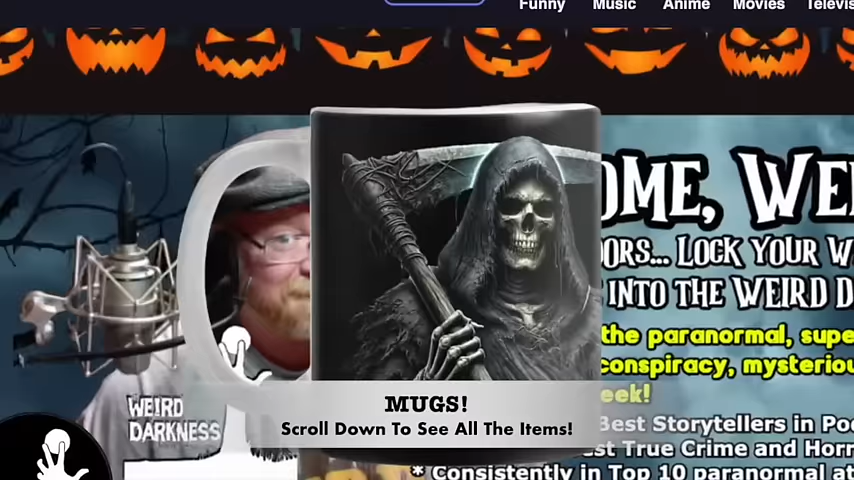 Funny Music Anime Movies Televis
OME, WE
ORS... LOCK YOUR W
INTO THE WEIRD D
the paranormal, supe
conspiracy, mysteriou
eek!
Best Storytellers in Po
st True Crime and Horr
* Consistently in Top 10 paranormal at
WEIRD
DARKNESS
MUGS!
Scroll Down To See All The Items!